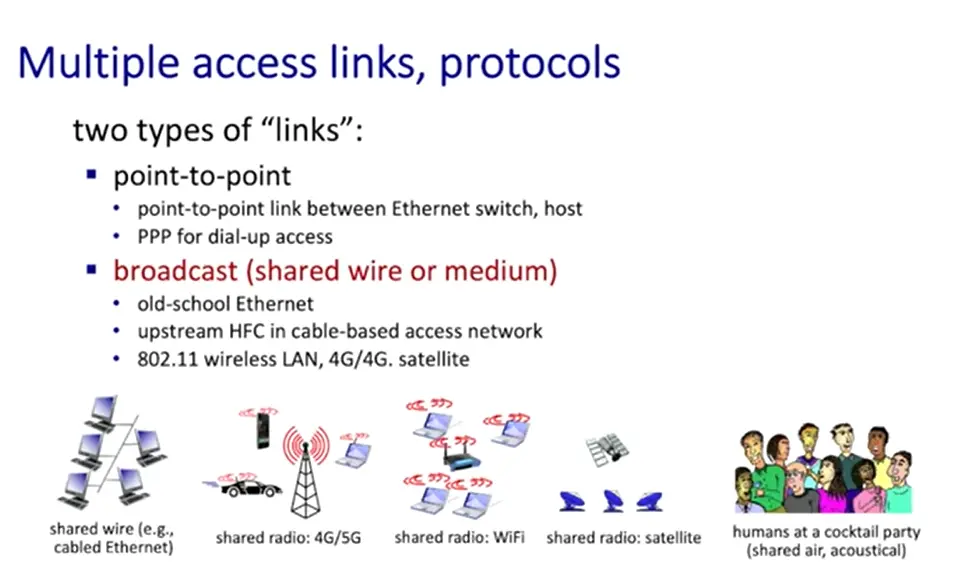 Multiple access links, protocols
two types of “links”:
▪ point-to-point
• point-to-point link between Ethernet switch, host
• PPP for dial-up access
▪ broadcast (shared wire or medium)
• old-school Ethernet
• upstream HFC in cable-based access network
• 802.11 wireless LAN, 4G/4G. satellite
shared wire (e.g.,
cabled Ethernet)
shared radio: 4G/5G
shared radio: WiFi
shared radio: satellite
humans at a cocktail party
(shared air, acoustical)